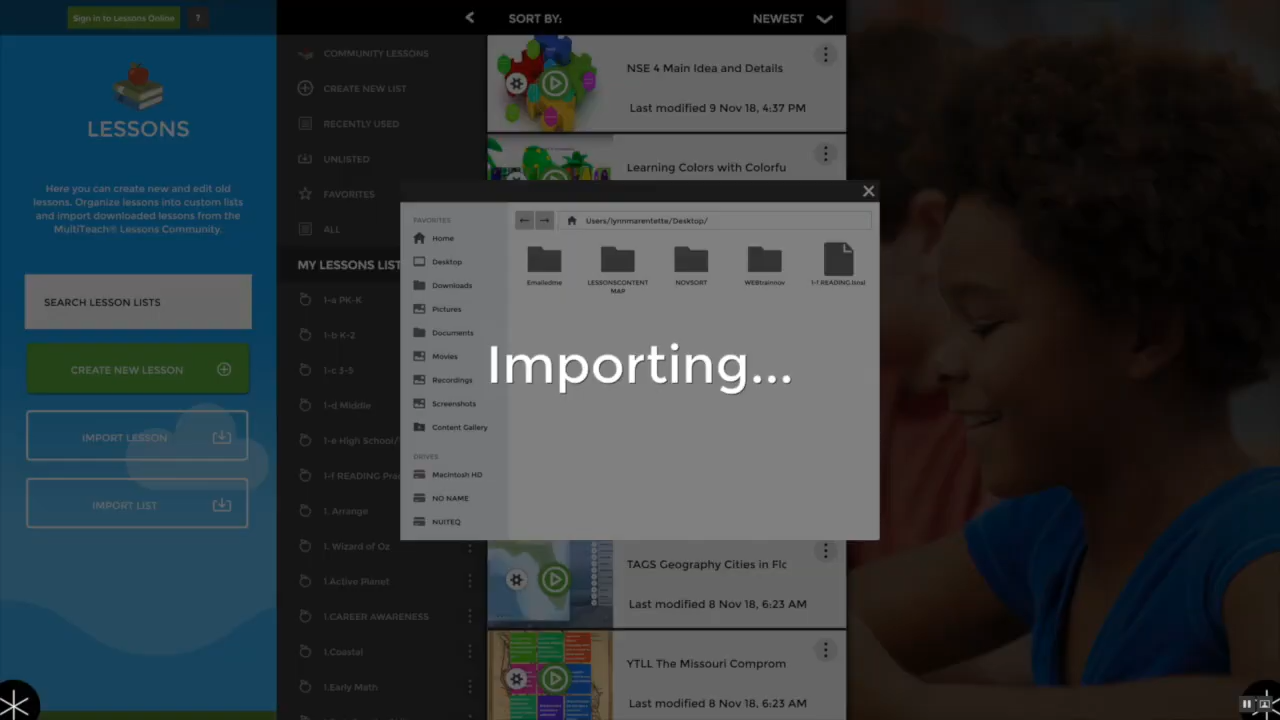 Sign in to Lessons Online
?
LESSONS
Here you can create new and edit old
lessons. Organize lessons into custom lists
and import downloaded lessons from the
MultiTeach® Lessons Community.
SEARCH LESSON LISTS
CREATE NEW LESSON
IMPORT LESSON
IMPORT LIST
COMMUNITY LESSONS
CREATE NEW LIST
RECENTLY USED
UNLISTED
FAVORITES
ALL
MY LESSONS LIST
1-a PK-K
1-b K-2
1-c 3-5
1-d Middle
1-e High School/
1-f READING Prac
1. Arrange
1. Wizard of Oz
1.Active Planet
1.CAREER AWARENESS
1.Coastal
1.Early Math
SORT BY:
NEWEST
NSE 4 Main Idea and Details
Last modified 9 Nov 18, 4:37 PM
Learning Colors with Colorfu
FAVORITES
Home
Desktop
Downloads
Pictures
Documents
Movies
Recordings
Screenshots
Content Gallery
DRIVES
Macintosh HD
NO NAME
NUITEQ
Users/lynnmarentette/Desktop/
Emailedme
LESSONSCONTENT
MAP
NOVSORT
WEBtrainnov
1-f READING.lsnsl
Importing...
TAGS Geography Cities in Flc
Last modified 8 Nov 18, 6:23 AM
YTLL The Missouri Comprom
Last modified 8 Nov 18, 6:23 AM